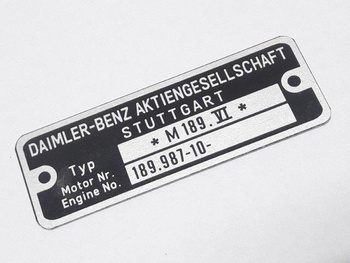 DAIMLER-BENZ AKTIENGESELLSCHAFT
STUTTGART
Typ * M 189. VI *
Motor Nr.
Engine No. 189.987-10-